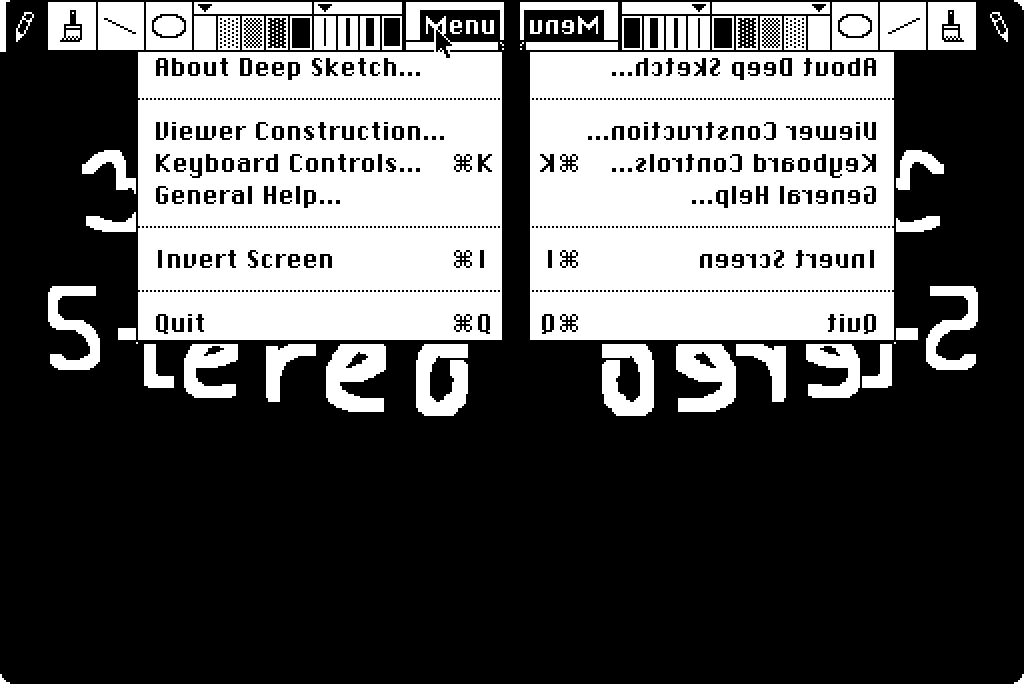 Menu
About Deep Sketch...
Viewer Construction...
Keyboard Controls... ⌘K
General Help...
Invert Screen ⌘I
Quit ⌘Q
Stereo
Menu
About Deep Sketch...
Viewer Construction...
Keyboard Controls... ⌘K
General Help...
Invert Screen ⌘I
Quit ⌘Q
Stereo